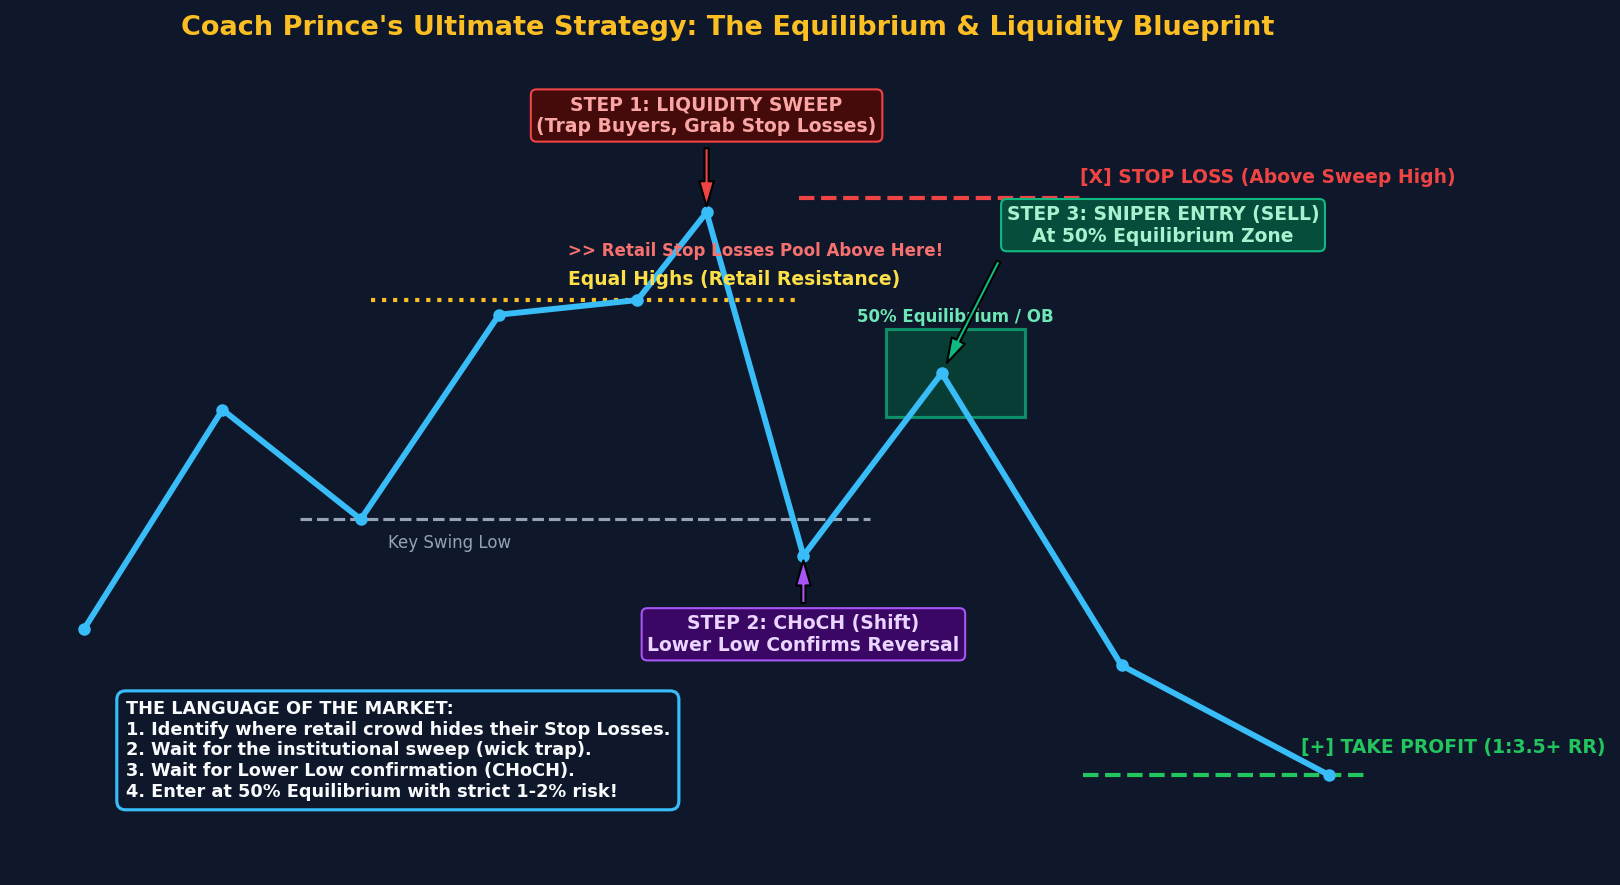 Coach Prince's Ultimate Strategy: The Equilibrium & Liquidity Blueprint
STEP 1: LIQUIDITY SWEEP
(Trap Buyers, Grab Stop Losses)
[X] STOP LOSS (Above Sweep High)
STEP 3: SNIPER ENTRY (SELL)
At 50% Equilibrium Zone
>> Retail Stop Losses Pool Above Here!
Equal Highs (Retail Resistance)
50% Equilibrium / OB
Key Swing Low
STEP 2: CHoCH (Shift)
Lower Low Confirms Reversal
THE LANGUAGE OF THE MARKET:
1. Identify where retail crowd hides their Stop Losses.
2. Wait for the institutional sweep (wick trap).
3. Wait for Lower Low confirmation (CHoCH).
4. Enter at 50% Equilibrium with strict 1-2% risk!
[+] TAKE PROFIT (1:3.5+ RR)